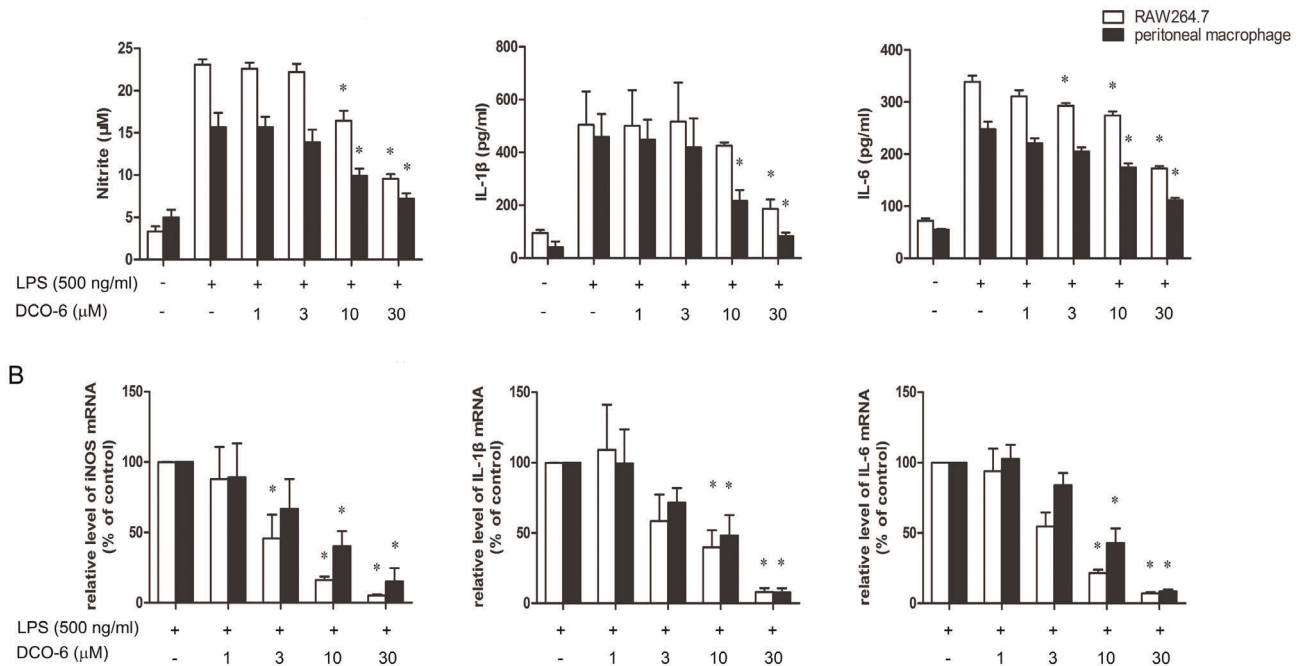 RAW264.7
peritoneal macrophage
Nitrite (μM)
25
20
15
10
5
0
* * * *
IL-1β (pg/ml)
800
600
400
200
0
* * *
IL-6 (pg/ml)
400
300
200
100
0
* * * * *
LPS (500 ng/ml) - + + + + + - + + + + + - + + + + +
DCO-6 (μM) - - 1 3 10 30 - - 1 3 10 30 - - 1 3 10 30
B
relative level of iNOS mRNA
(% of control)
150
100
50
0
* * * * *
relative level of IL-1β mRNA
(% of control)
150
100
50
0
* * * *
relative level of IL-6 mRNA
(% of control)
150
100
50
0
* * * *
LPS (500 ng/ml) + + + + + + + + + + + + + + +
DCO-6 (μM) - 1 3 10 30 - 1 3 10 30 - 1 3 10 30